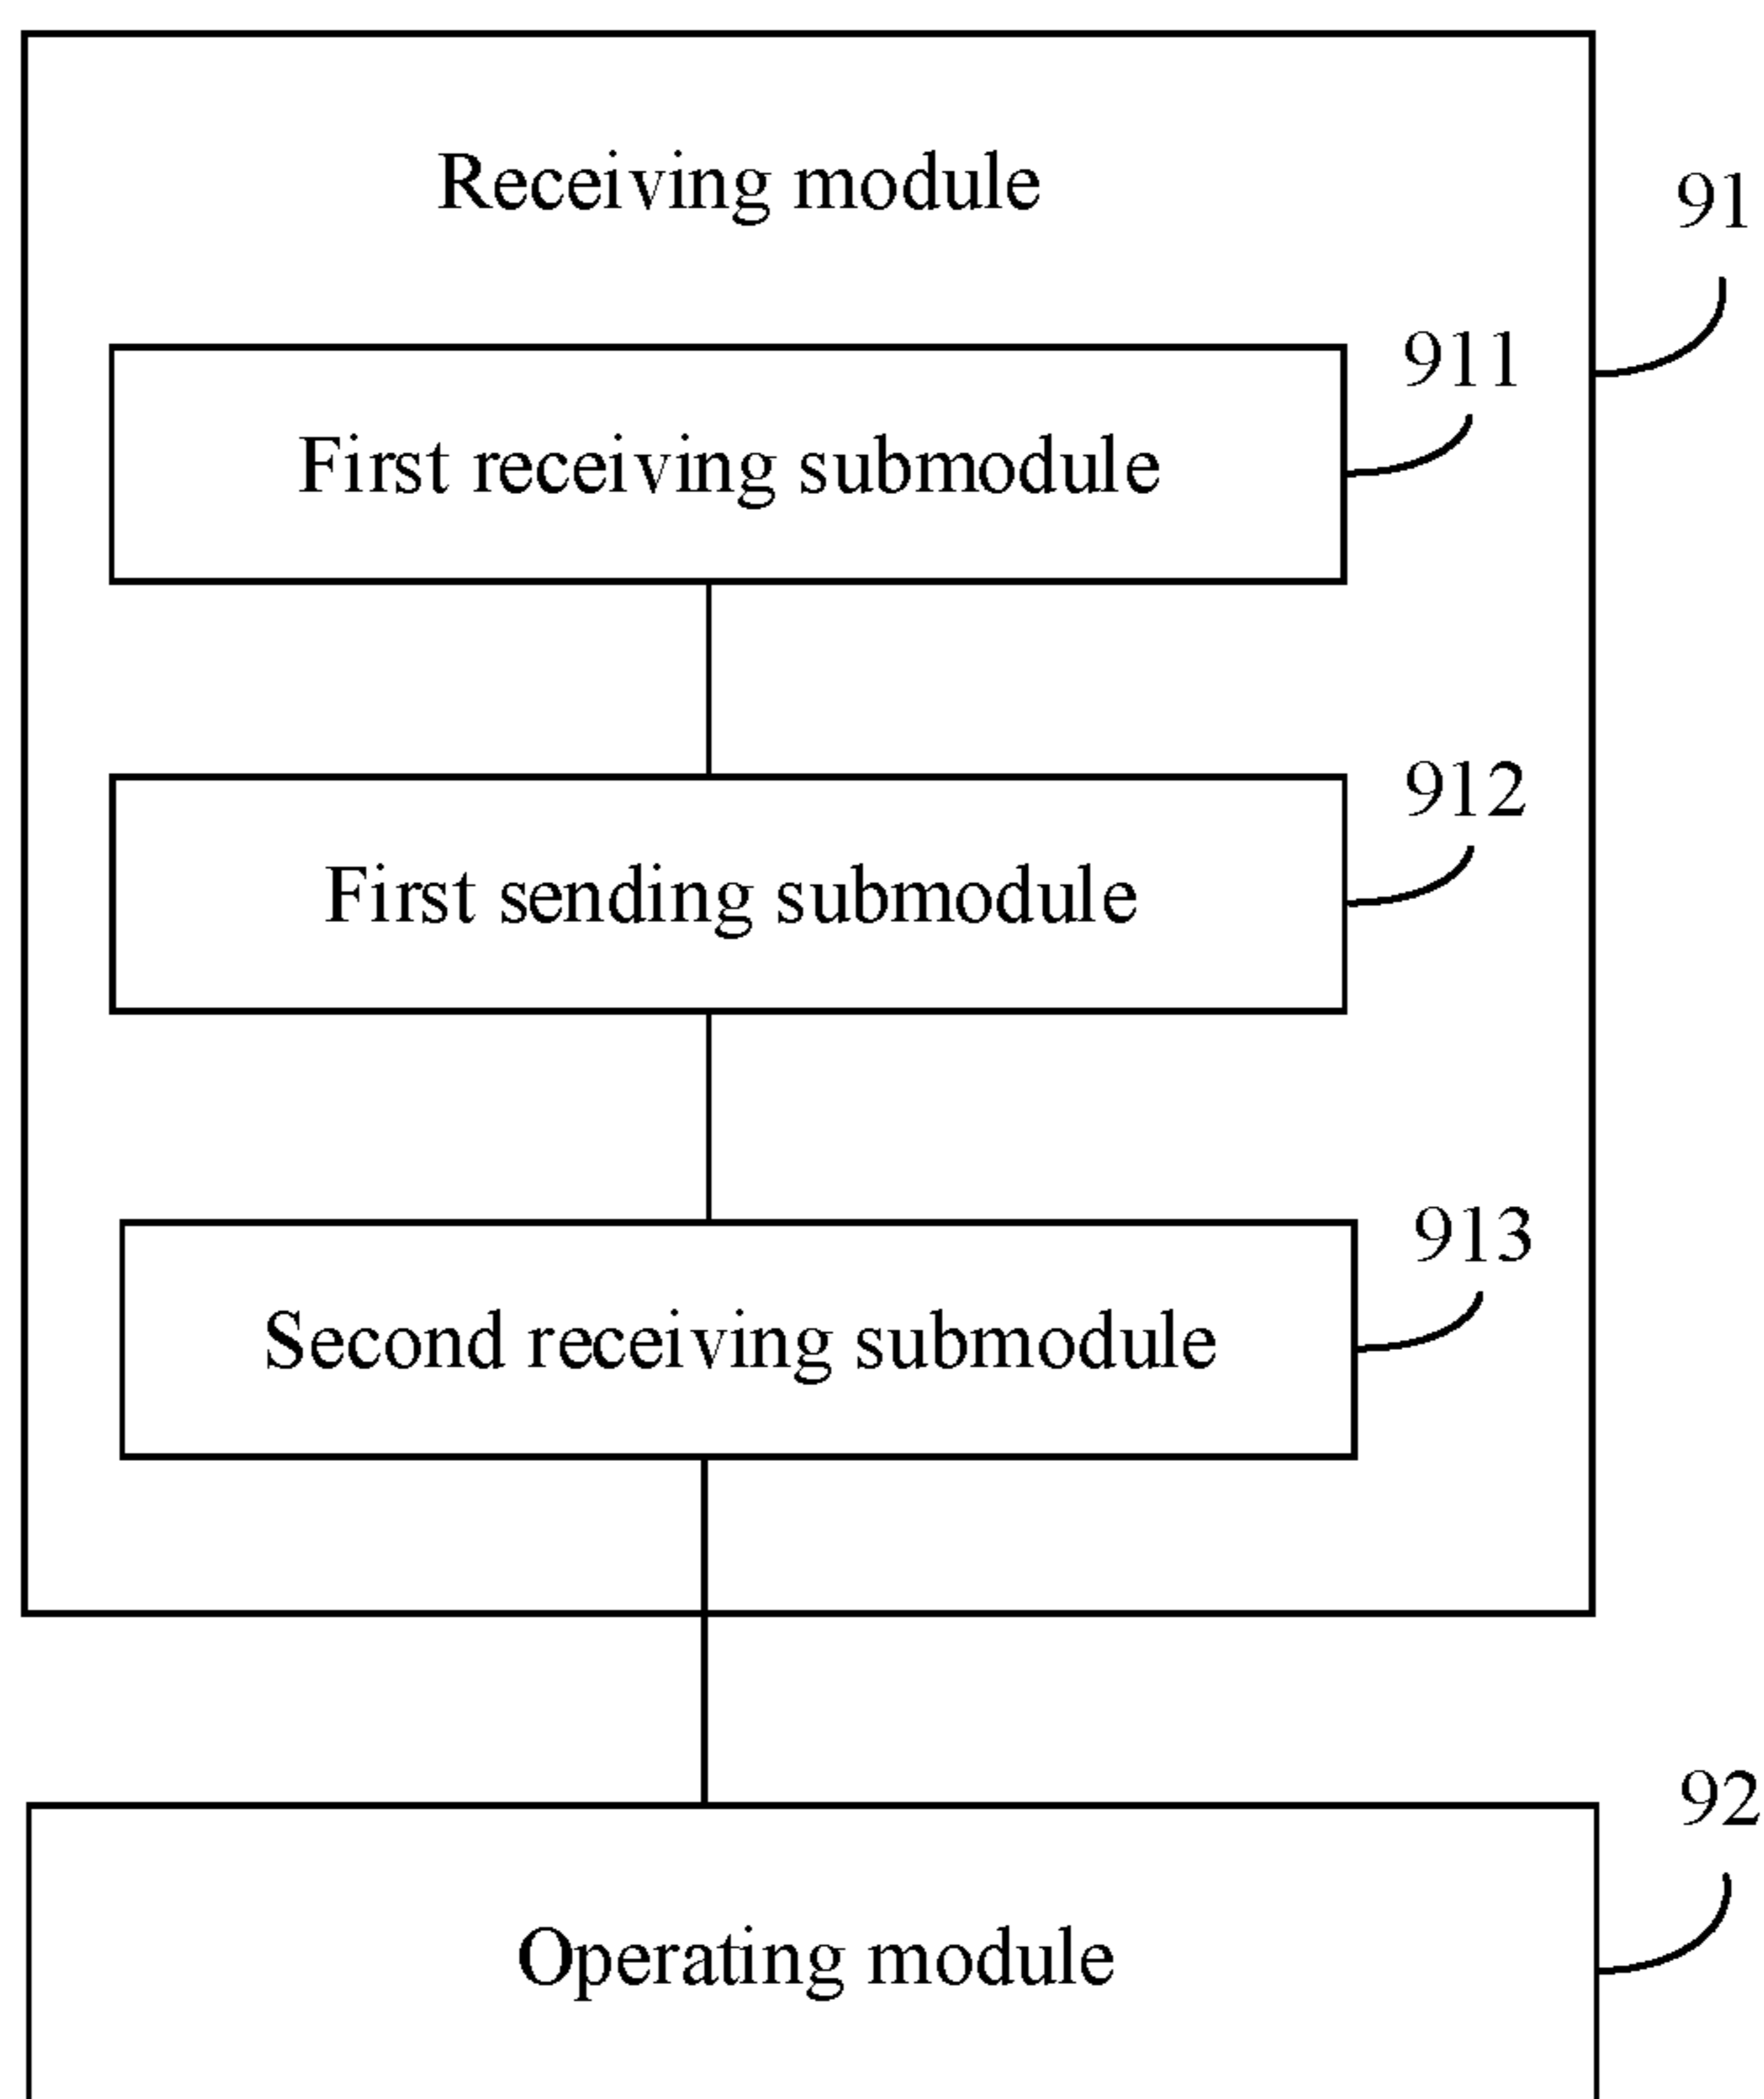 Receiving module
91
911
First receiving submodule
912
First sending submodule
913
Second receiving submodule
92
Operating module